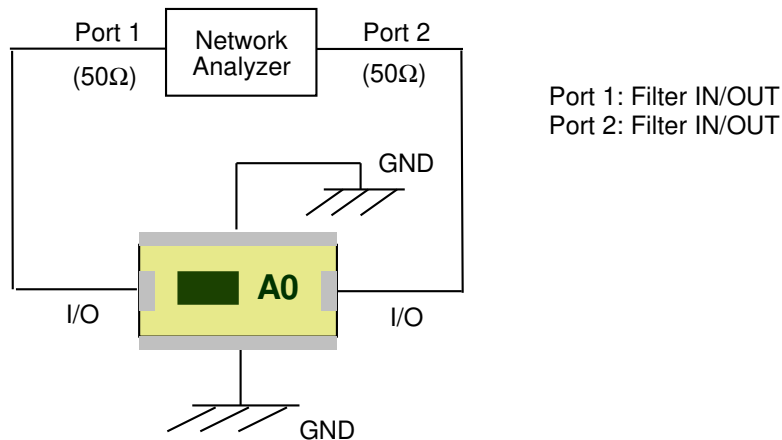 Port 1
Network
Analyzer
Port 2
(50Ω)
(50Ω)
Port 1: Filter IN/OUT
Port 2: Filter IN/OUT
GND
A0
I/O
I/O
GND